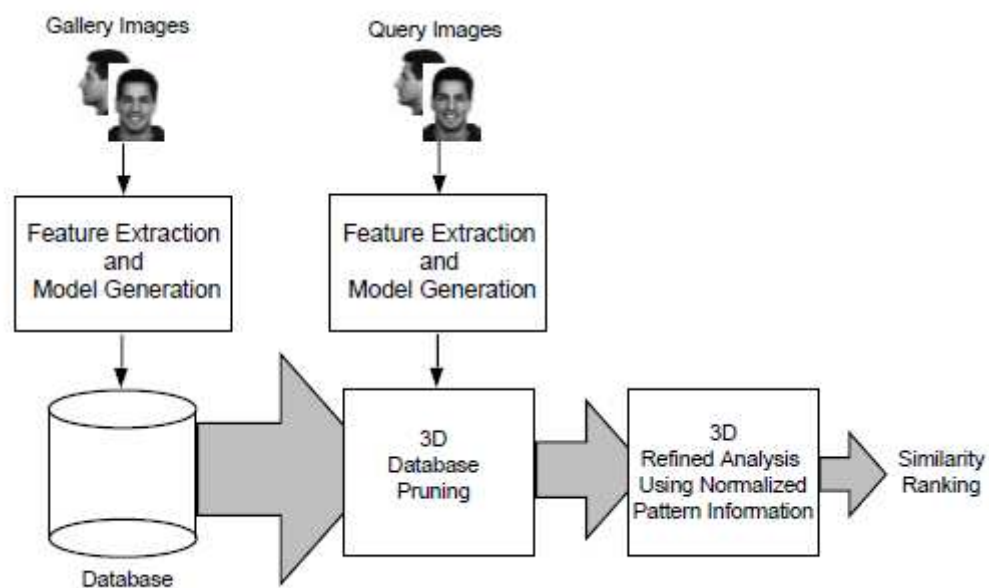 Gallery Images
Query Images
Feature Extraction
and
Model Generation
Feature Extraction
and
Model Generation
3D
Database
Pruning
3D
Refined Analysis
Using Normalized
Pattern Information
Similarity
Ranking
Database